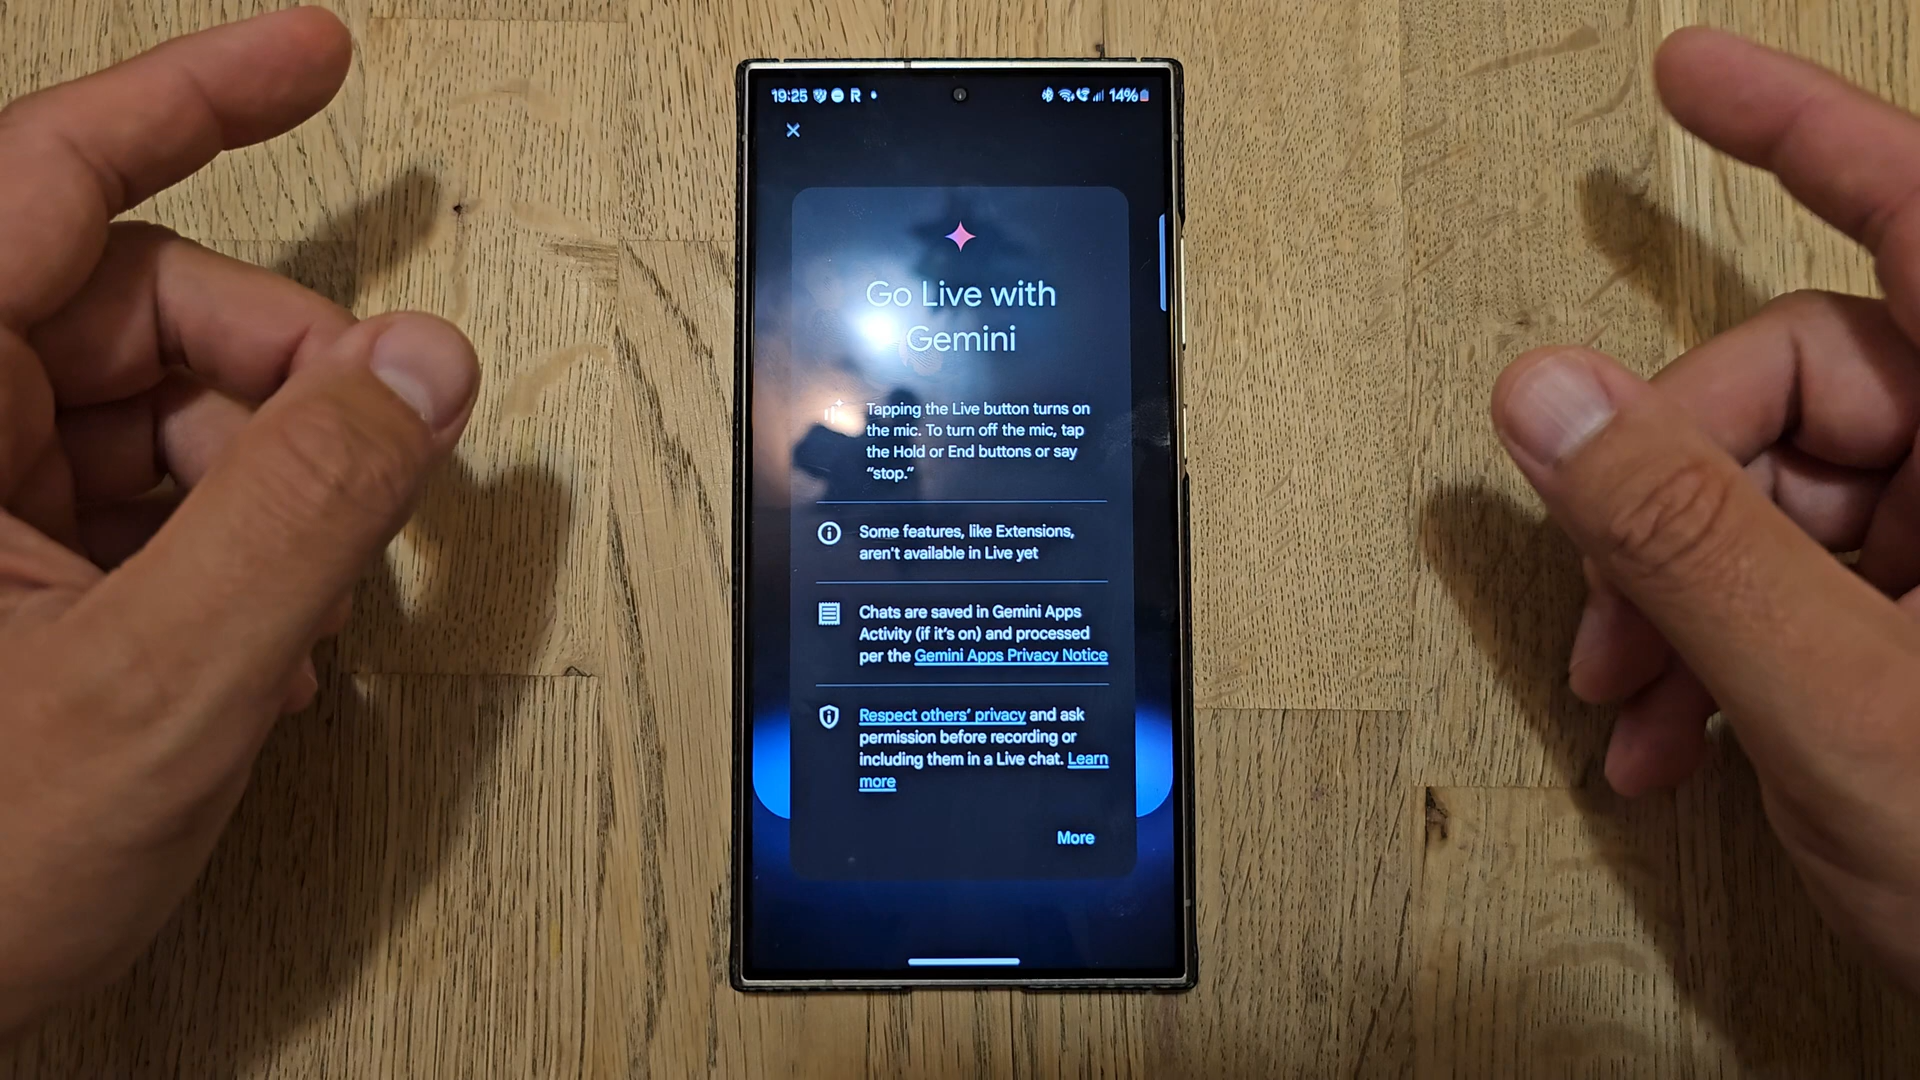 19:25 R 14%
Go Live with
Gemini
Tapping the Live button turns on
the mic. To turn off the mic, tap
the Hold or End buttons or say
“stop.”
Some features, like Extensions,
aren't available in Live yet
Chats are saved in Gemini Apps
Activity (if it’s on) and processed
per the Gemini Apps Privacy Notice
Respect others’ privacy and ask
permission before recording or
including them in a Live chat. Learn
more
More